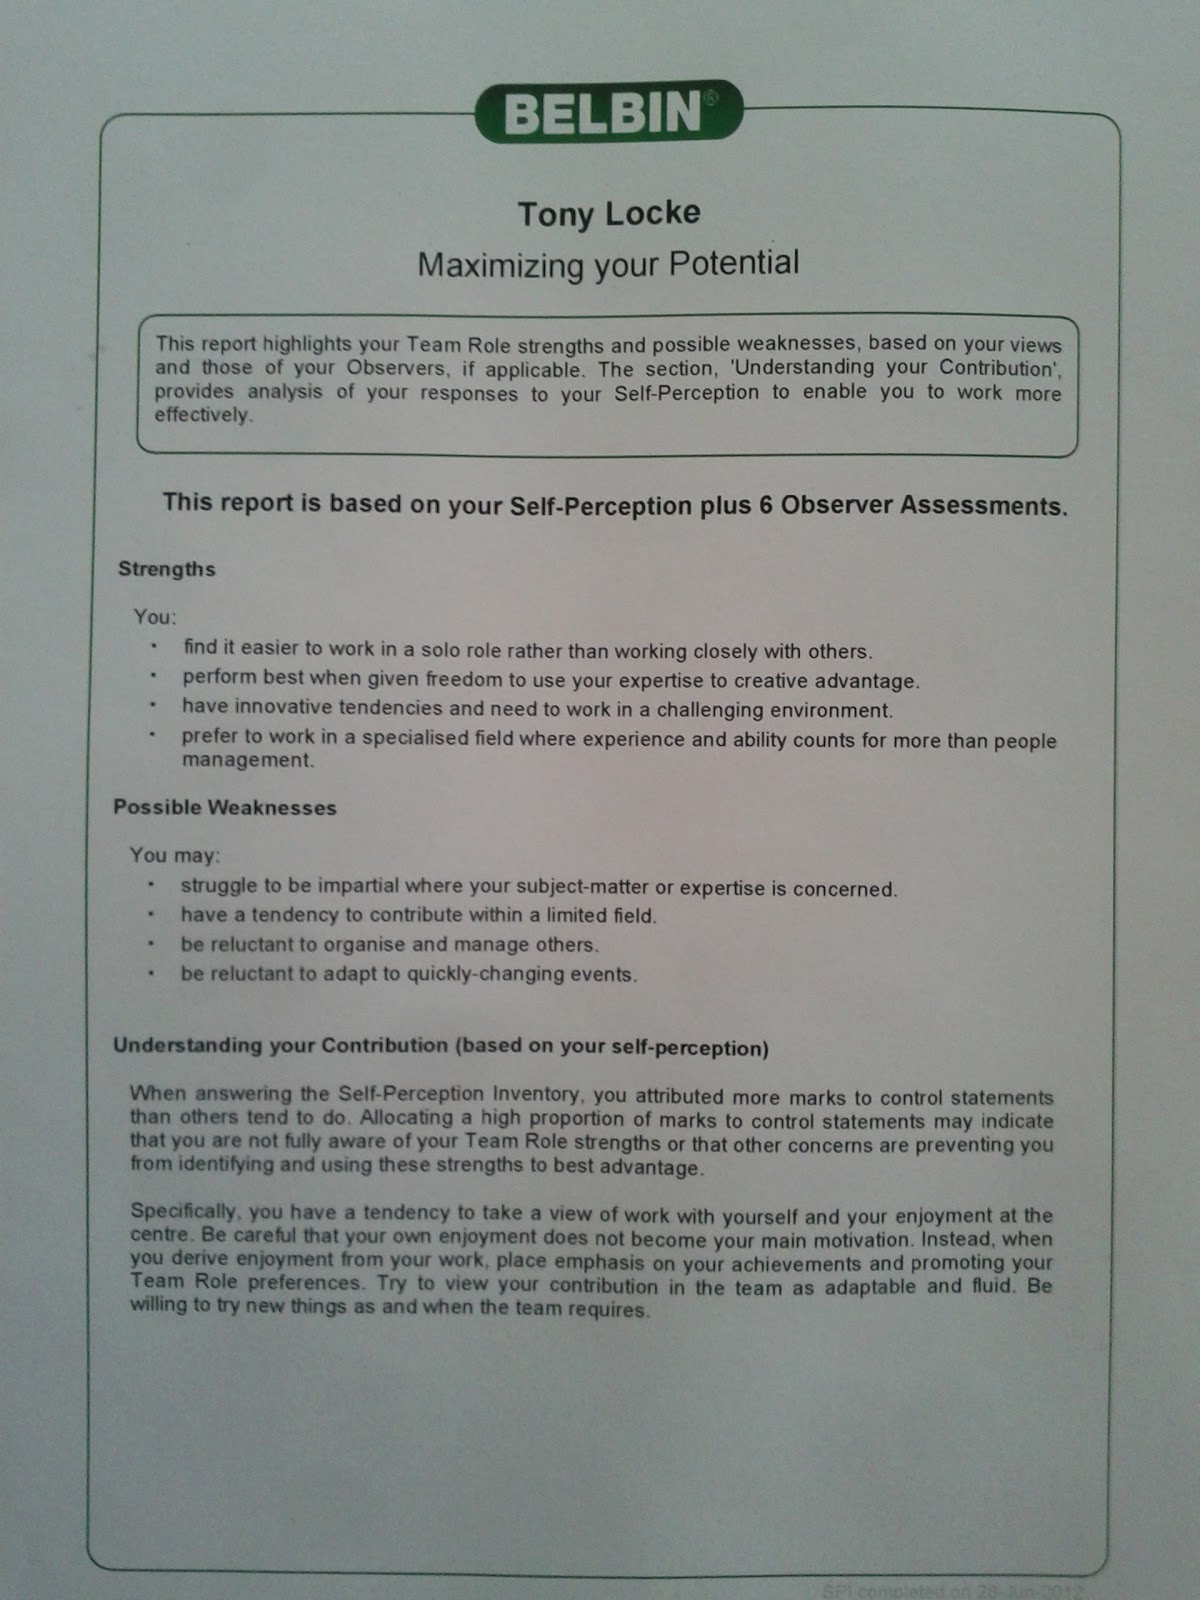 BELBIN®
Tony Locke
Maximizing your Potential
This report highlights your Team Role strengths and possible weaknesses, based on your views
and those of your Observers, if applicable. The section, 'Understanding your Contribution',
provides analysis of your responses to your Self-Perception to enable you to work more
effectively.
This report is based on your Self-Perception plus 6 Observer Assessments.
Strengths
You:
• find it easier to work in a solo role rather than working closely with others.
• perform best when given freedom to use your expertise to creative advantage.
• have innovative tendencies and need to work in a challenging environment.
• prefer to work in a specialised field where experience and ability counts for more than people
management.
Possible Weaknesses
You may:
• struggle to be impartial where your subject-matter or expertise is concerned.
• have a tendency to contribute within a limited field.
• be reluctant to organise and manage others.
• be reluctant to adapt to quickly-changing events.
Understanding your Contribution (based on your self-perception)
When answering the Self-Perception Inventory, you attributed more marks to control statements
than others tend to do. Allocating a high proportion of marks to control statements may indicate
that you are not fully aware of your Team Role strengths or that other concerns are preventing you
from identifying and using these strengths to best advantage.
Specifically, you have a tendency to take a view of work with yourself and your enjoyment at the
centre. Be careful that your own enjoyment does not become your main motivation. Instead, when
you derive enjoyment from your work, place emphasis on your achievements and promoting your
Team Role preferences. Try to view your contribution in the team as adaptable and fluid. Be
willing to try new things as and when the team requires.
SPI completed on 28-Jun-2012